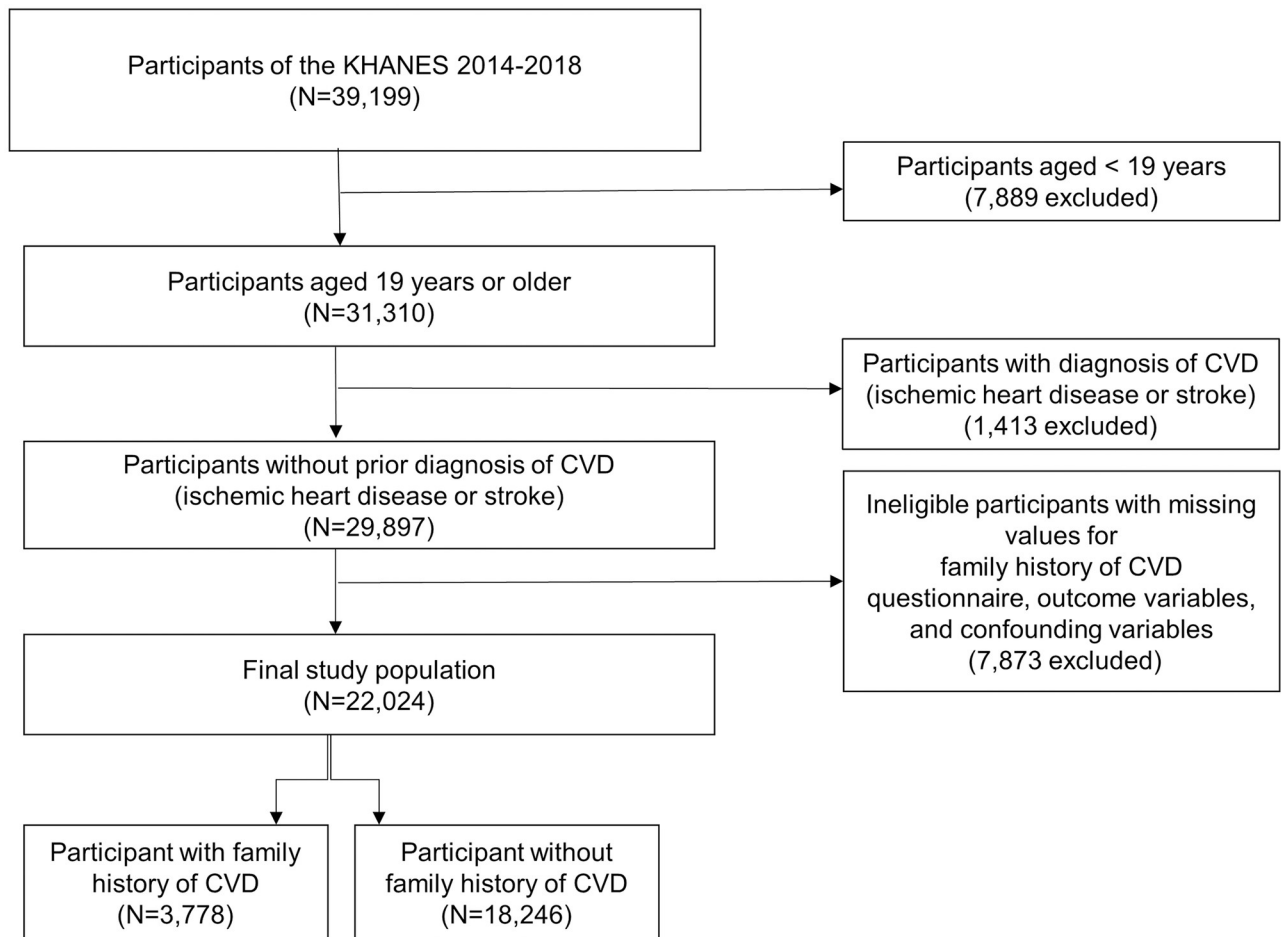 Participants of the KHANES 2014-2018
(N=39,199)
Participants aged < 19 years
(7,889 excluded)
Participants aged 19 years or older
(N=31,310)
Participants with diagnosis of CVD
(ischemic heart disease or stroke)
(1,413 excluded)
Participants without prior diagnosis of CVD
(ischemic heart disease or stroke)
(N=29,897)
Ineligible participants with missing
values for
family history of CVD
questionnaire, outcome variables,
and confounding variables
(7,873 excluded)
Final study population
(N=22,024)
Participant with family
history of CVD
(N=3,778)
Participant without
family history of CVD
(N=18,246)